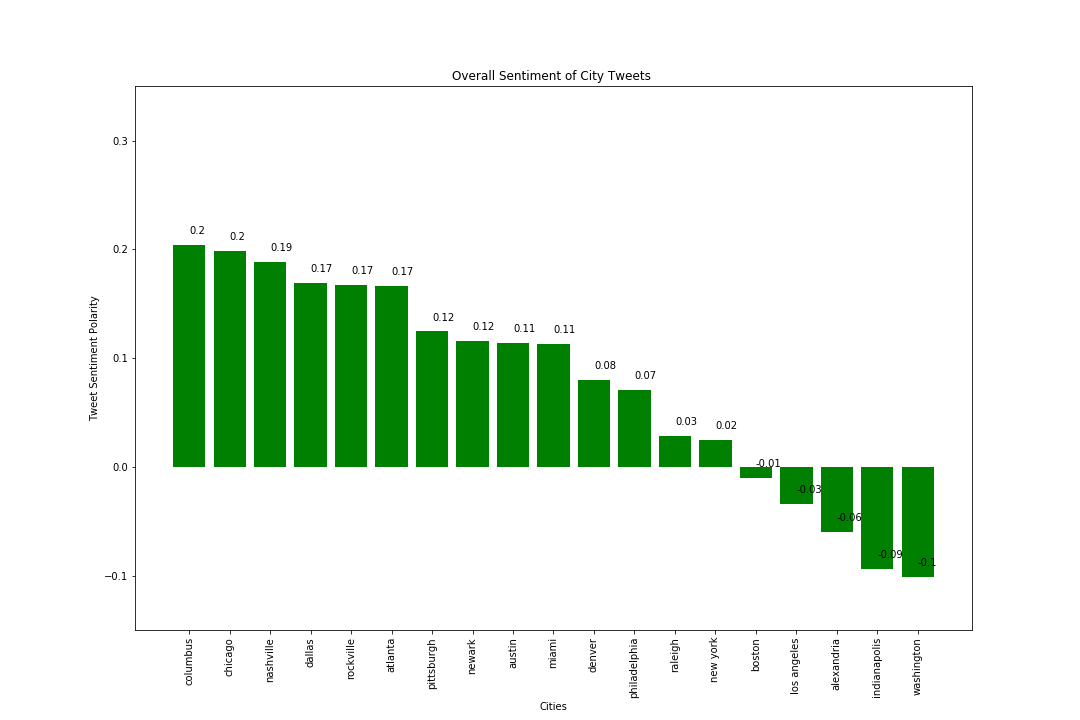 Overall Sentiment of City Tweets
Tweet Sentiment Polarity
0.3
0.2
0.1
0.0
−0.1
0.2
0.2
0.19
0.17
0.17
0.17
0.12
0.12
0.11
0.11
0.08
0.07
0.03
0.02
-0.01
-0.03
-0.06
-0.09
-0.1
columbus
chicago
nashville
dallas
rockville
atlanta
pittsburgh
newark
austin
miami
denver
philadelphia
raleigh
new york
boston
los angeles
alexandria
indianapolis
washington
Cities